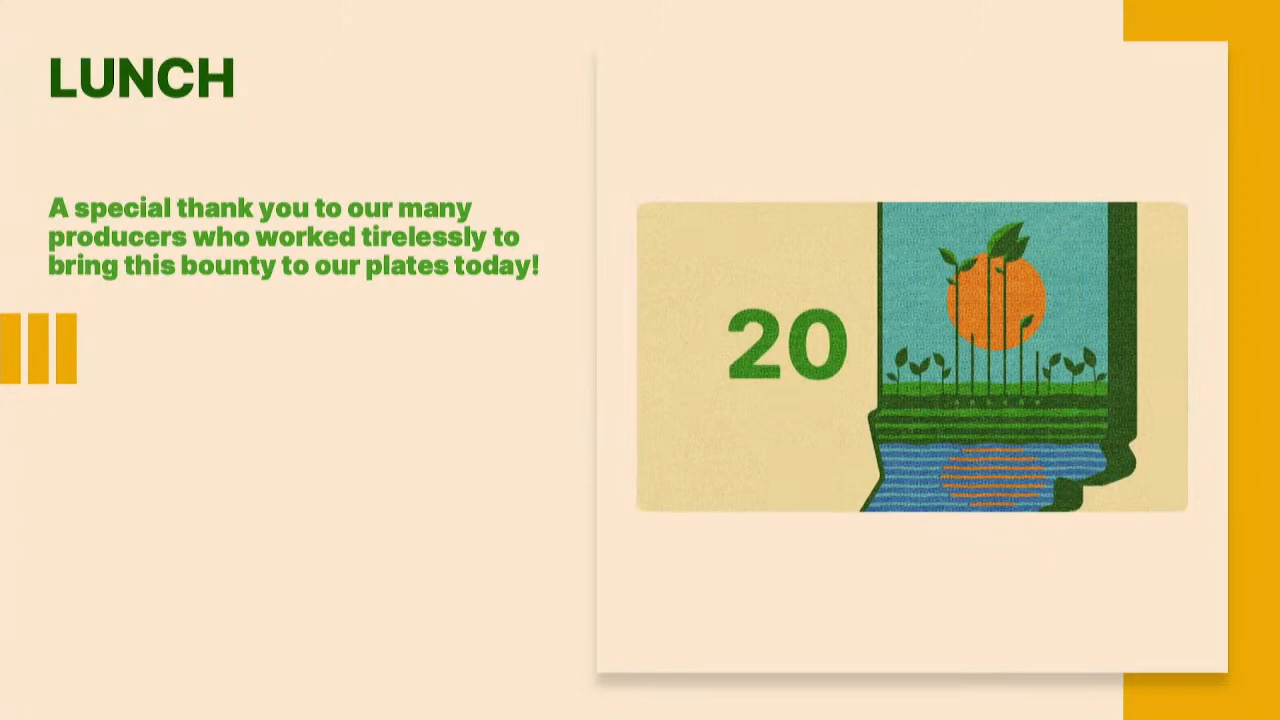 LUNCH
A special thank you to our many
producers who worked tirelessly to
bring this bounty to our plates today!
20